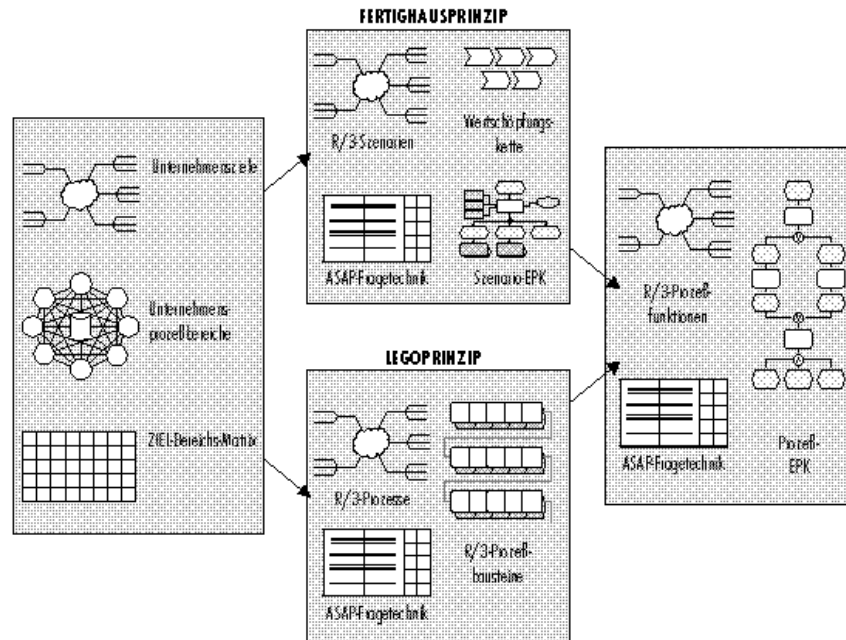 FERTIGHAUSPRINZIP
Unternehmensziele
Unternehmens-
prozeßbereiche
ZIEL-Bereichs-Matrix
R/3-Szenarien
Wertschöpfungs-
kette
ASAP-Fragetechnik
Szenario-EPK
LEGOPRINZIP
R/3-Prozesse
ASAP-Fragetechnik
R/3-Prozeß-
bausteine
R/3-Prozeß-
funktionen
ASAP-Fragetechnik
Prozeß-
EPK